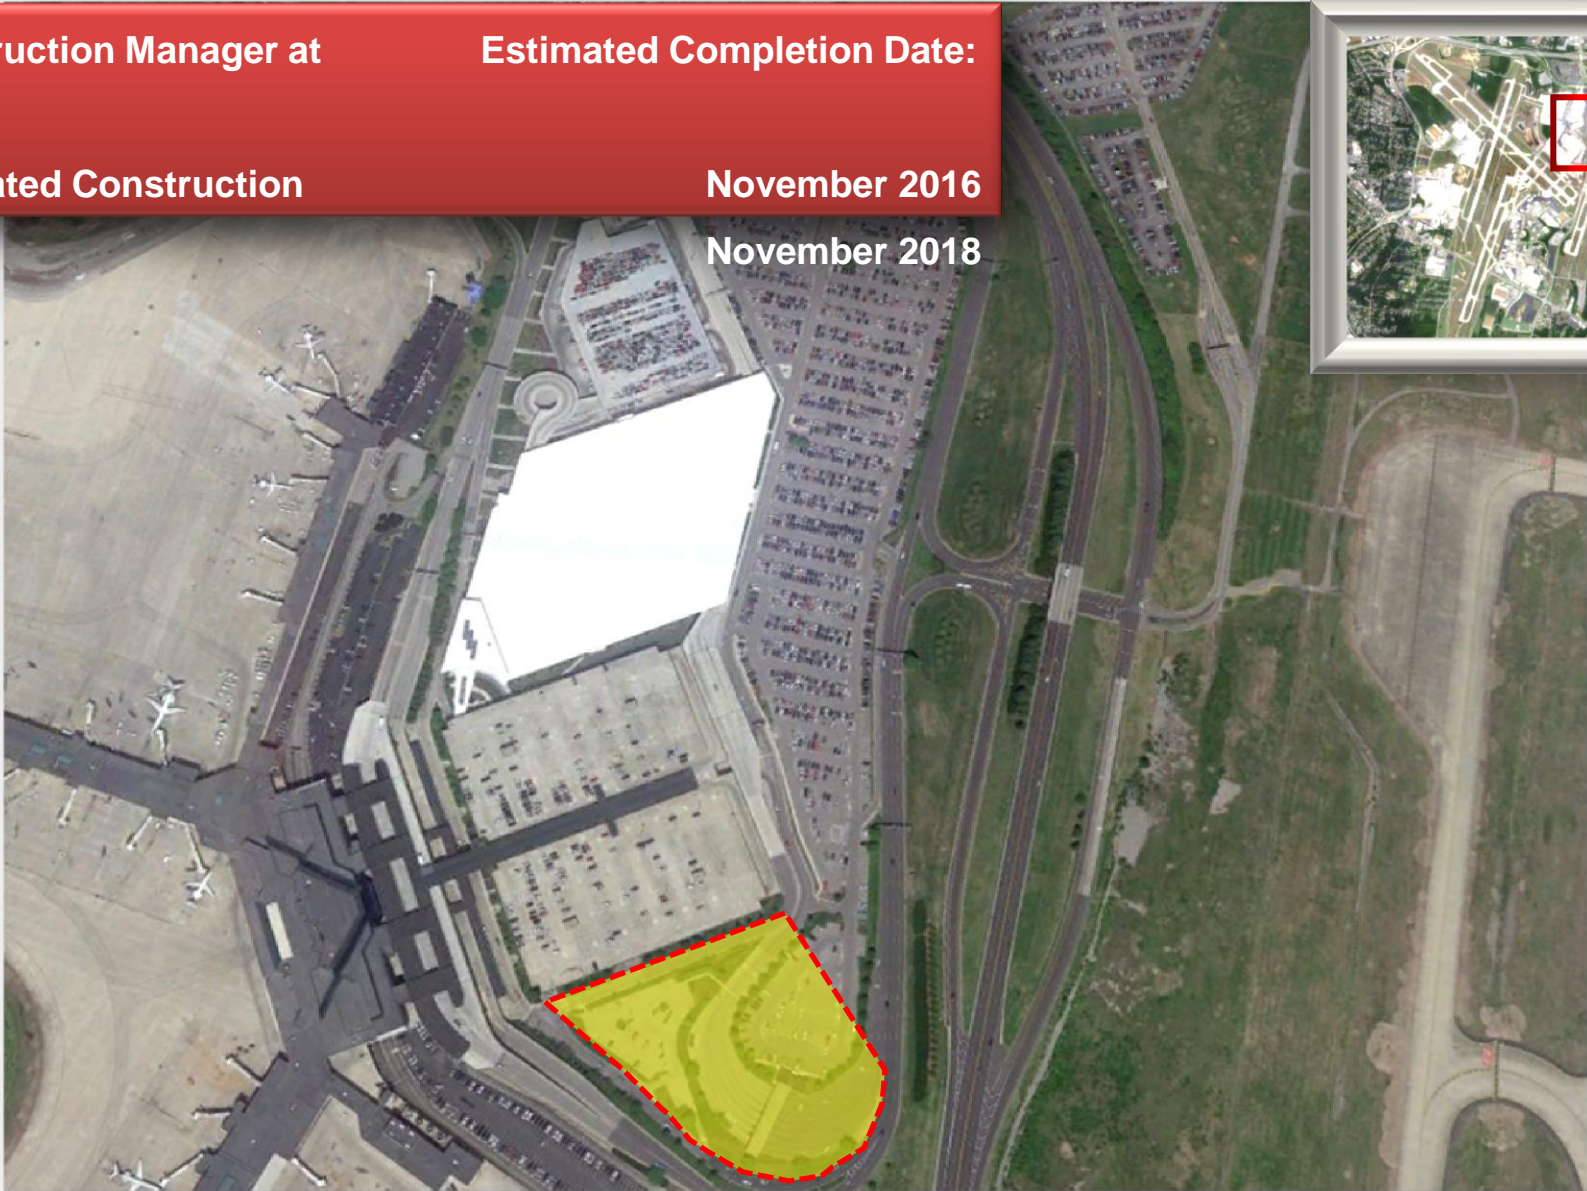 ruction Manager at
Estimated Completion Date:
ated Construction
November 2016
November 2018